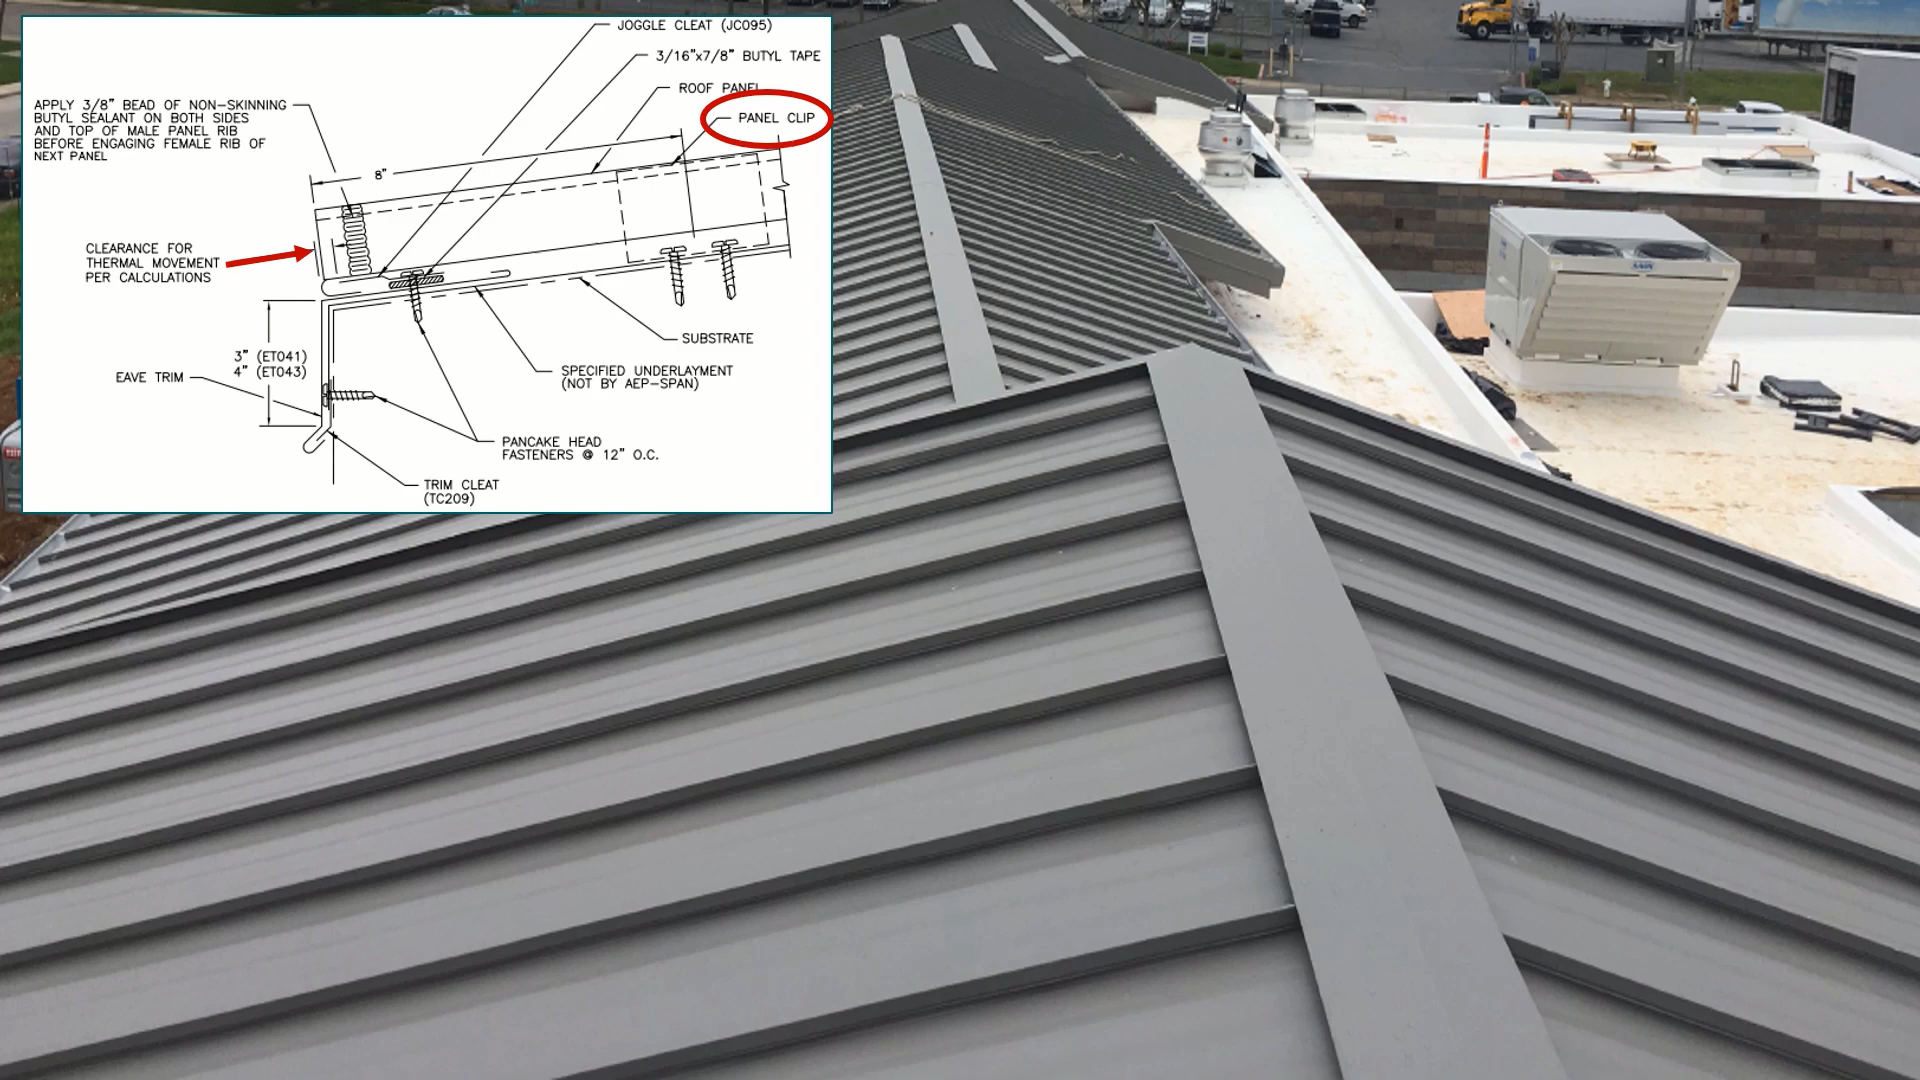 JOGGLE CLEAT (JC095)
3/16"x7/8" BUTYL TAPE
ROOF PANEL
PANEL CLIP
APPLY 3/8" BEAD OF NON-SKINNING
BUTYL SEALANT ON BOTH SIDES
AND TOP OF MALE PANEL RIB
BEFORE ENGAGING FEMALE RIB OF
NEXT PANEL
8"
CLEARANCE FOR
THERMAL MOVEMENT
PER CALCULATIONS
SUBSTRATE
3" (ET041)
4" (ET043)
EAVE TRIM
SPECIFIED UNDERLAYMENT
(NOT BY AEP-SPAN)
PANCAKE HEAD
FASTENERS @ 12" O.C.
TRIM CLEAT
(TC209)
AAON